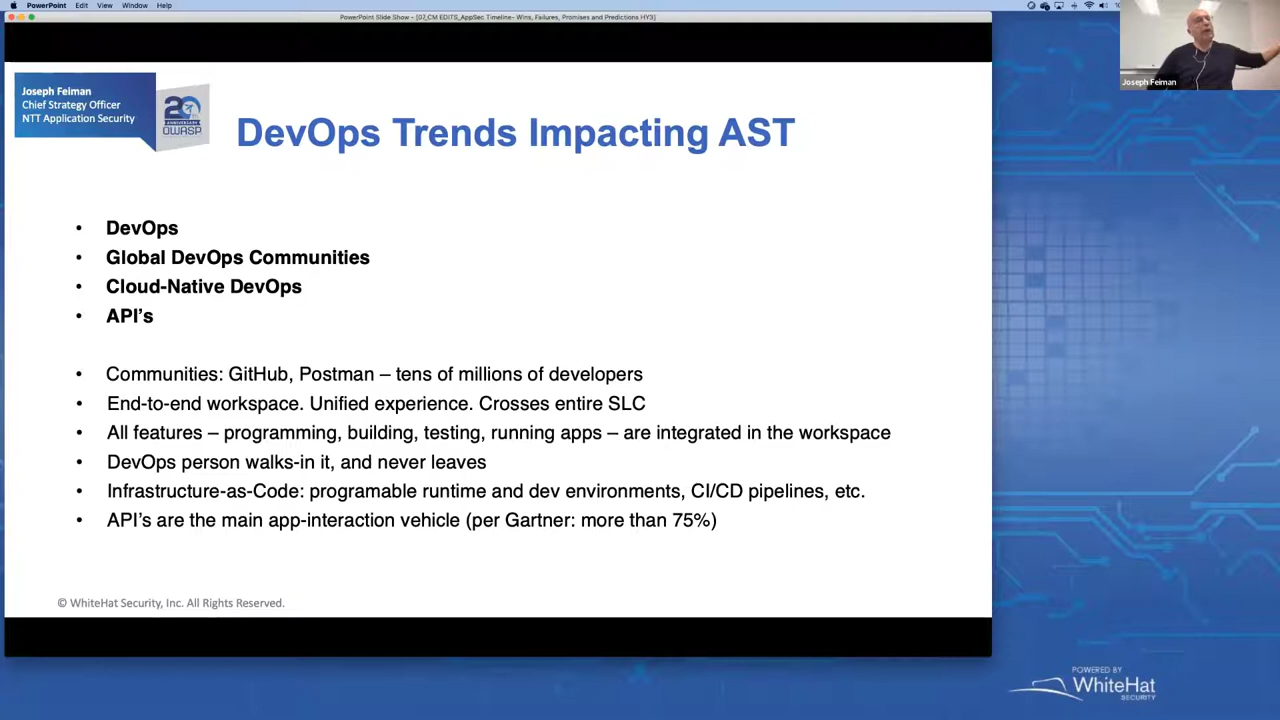 PowerPoint File Edit View Window Help
PowerPoint Slide Show - [07_CM EDITS_AppSec Timeline- Wins, Failures, Promises and Predictions HY3]
Joseph Feiman
Chief Strategy Officer
NTT Application Security
20
ANNIVERSARY
OWASP
Joseph Feiman
DevOps Trends Impacting AST
• DevOps
• Global DevOps Communities
• Cloud-Native DevOps
• API's
• Communities: GitHub, Postman – tens of millions of developers
• End-to-end workspace. Unified experience. Crosses entire SLC
• All features – programming, building, testing, running apps – are integrated in the workspace
• DevOps person walks-in it, and never leaves
• Infrastructure-as-Code: programable runtime and dev environments, CI/CD pipelines, etc.
• API's are the main app-interaction vehicle (per Gartner: more than 75%)
© WhiteHat Security, Inc. All Rights Reserved.
POWERED BY
WhiteHat
SECURITY